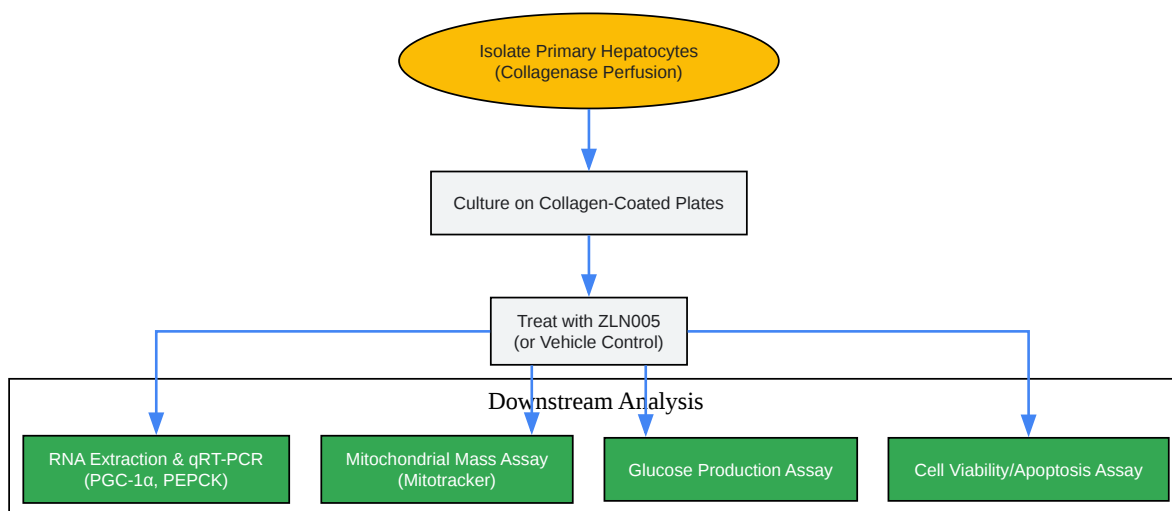 Isolate Primary Hepatocytes
(Collagenase Perfusion)
Culture on Collagen-Coated Plates
Treat with ZLN005
(or Vehicle Control)
Downstream Analysis
RNA Extraction & qRT-PCR
(PGC-1α, PEPCK)
Mitochondrial Mass Assay
(Mitotracker)
Glucose Production Assay
Cell Viability/Apoptosis Assay